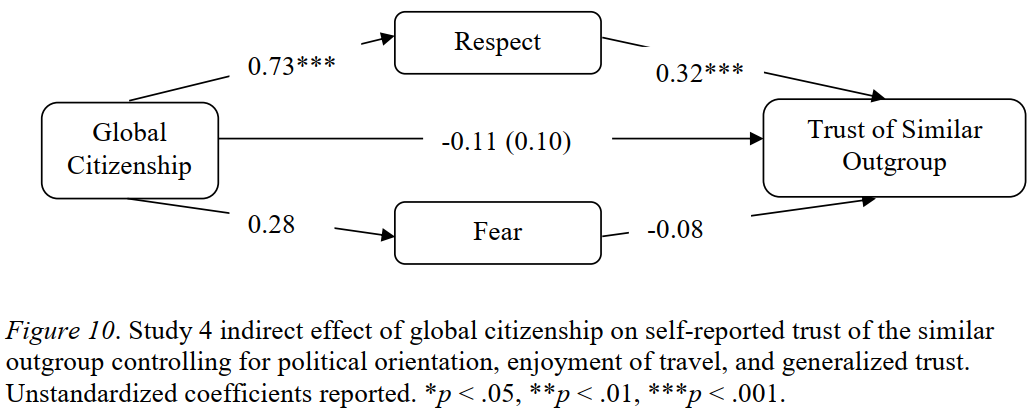 Respect
0.73***
0.32***
Global
Citizenship
-0.11 (0.10)
Trust of Similar
Outgroup
0.28
Fear
-0.08
Figure 10. Study 4 indirect effect of global citizenship on self-reported trust of the similar
outgroup controlling for political orientation, enjoyment of travel, and generalized trust.
Unstandardized coefficients reported. *p < .05, **p < .01, ***p < .001.